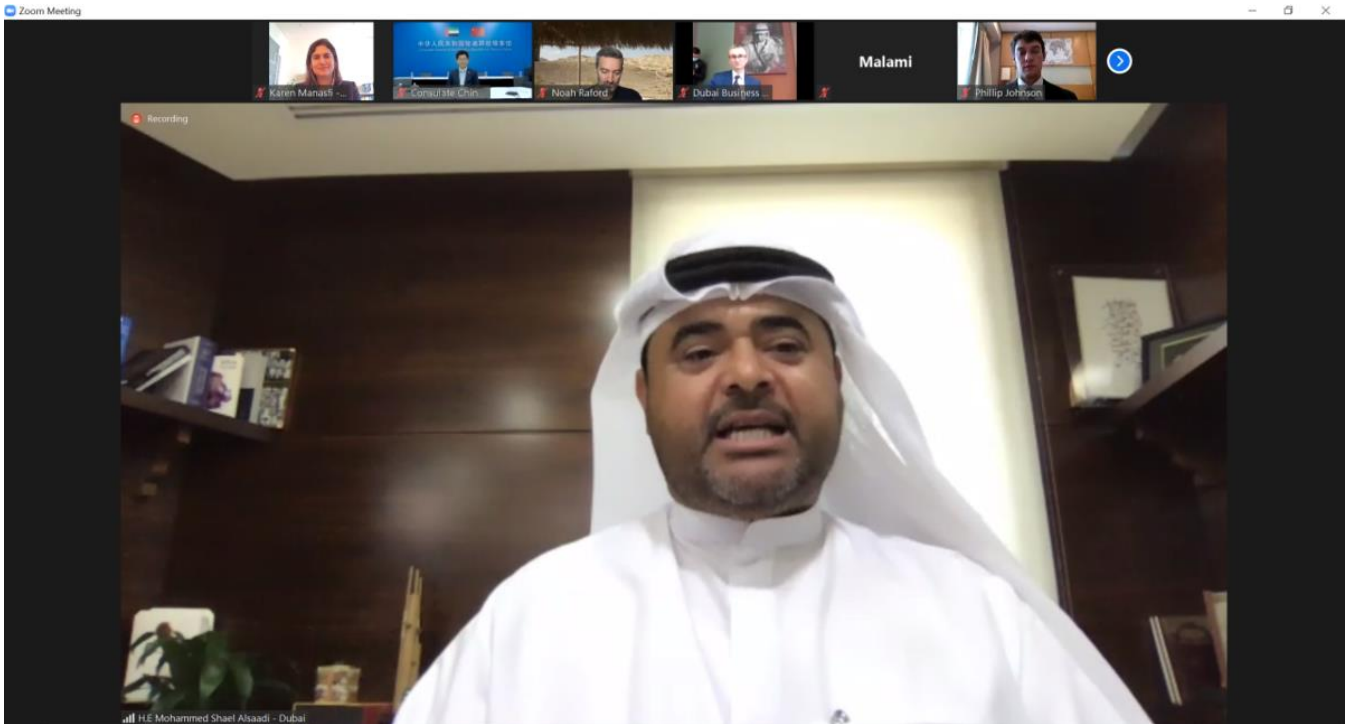 Zoom Meeting
Karen Manasfi -...
Consulate Chin...
Noah Raford
Dubai Business ...
Malami
Phillip Johnson
Recording
H.E Mohammed Shael Alsaadi - Dubai